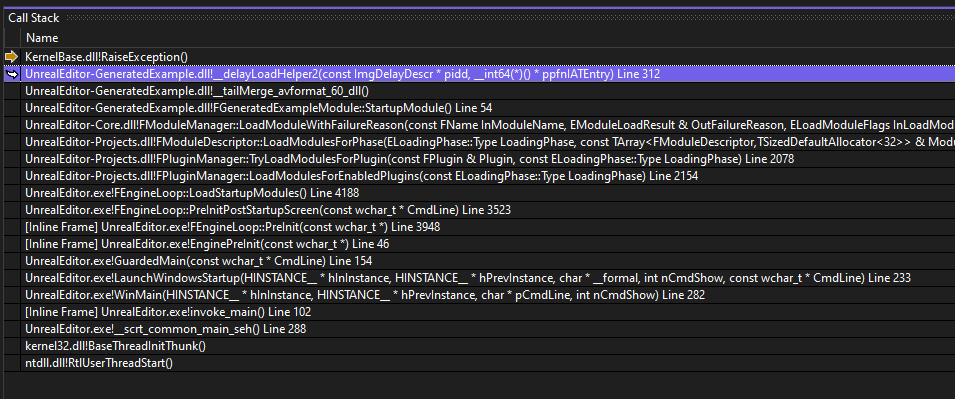 Call Stack
Name
KernelBase.dll!RaiseException()
UnrealEditor-GeneratedExample.dll!__delayLoadHelper2(const ImgDelayDescr * pidd, __int64(*)() * ppfnIATEntry) Line 312
UnrealEditor-GeneratedExample.dll!__tailMerge_avformat_60_dll()
UnrealEditor-GeneratedExample.dll!FGeneratedExampleModule::StartupModule() Line 54
UnrealEditor-Core.dll!FModuleManager::LoadModuleWithFailureReason(const FName InModuleName, EModuleLoadResult & OutFailureReason, ELoadModuleFlags InLoadMod
UnrealEditor-Projects.dll!FModuleDescriptor::LoadModulesForPhase(ELoadingPhase::Type LoadingPhase, const TArray<FModuleDescriptor,TSizedDefaultAllocator<32>> & Modu
UnrealEditor-Projects.dll!FPluginManager::TryLoadModulesForPlugin(const FPlugin & Plugin, const ELoadingPhase::Type LoadingPhase) Line 2078
UnrealEditor-Projects.dll!FPluginManager::LoadModulesForEnabledPlugins(const ELoadingPhase::Type LoadingPhase) Line 2154
UnrealEditor.exe!FEngineLoop::LoadStartupModules() Line 4188
UnrealEditor.exe!FEngineLoop::PreInitPostStartupScreen(const wchar_t * CmdLine) Line 3523
[Inline Frame] UnrealEditor.exe!FEngineLoop::PreInit(const wchar_t *) Line 3948
[Inline Frame] UnrealEditor.exe!EnginePreInit(const wchar_t *) Line 46
UnrealEditor.exe!GuardedMain(const wchar_t * CmdLine) Line 154
UnrealEditor.exe!LaunchWindowsStartup(HINSTANCE__ * hInInstance, HINSTANCE__ * hPrevInstance, char * __formal, int nCmdShow, const wchar_t * CmdLine) Line 233
UnrealEditor.exe!WinMain(HINSTANCE__ * hInInstance, HINSTANCE__ * hPrevInstance, char * pCmdLine, int nCmdShow) Line 282
[Inline Frame] UnrealEditor.exe!invoke_main() Line 102
UnrealEditor.exe!__scrt_common_main_seh() Line 288
kernel32.dll!BaseThreadInitThunk()
ntdll.dll!RtlUserThreadStart()